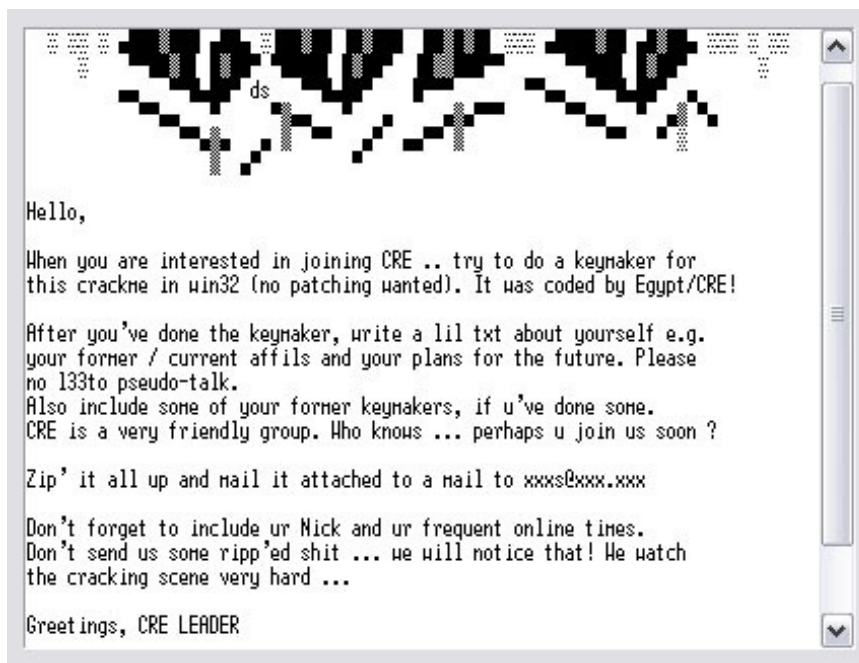 ds
Hello,
When you are interested in joining CRE .. try to do a keymaker for
this crackme in win32 (no patching wanted). It was coded by Egypt/CRE!
After you've done the keymaker, write a lil txt about yourself e.g.
your former / current affils and your plans for the future. Please
no l33to pseudo-talk.
Also include some of your former keymakers, if u've done some.
CRE is a very friendly group. Who knows ... perhaps u join us soon ?
Zip' it all up and mail it attached to a mail to xxxs@xxx.xxx
Don't forget to include ur Nick and ur frequent online times.
Don't send us some ripp'ed shit ... we will notice that! We watch
the cracking scene very hard ...
Greetings, CRE LEADER